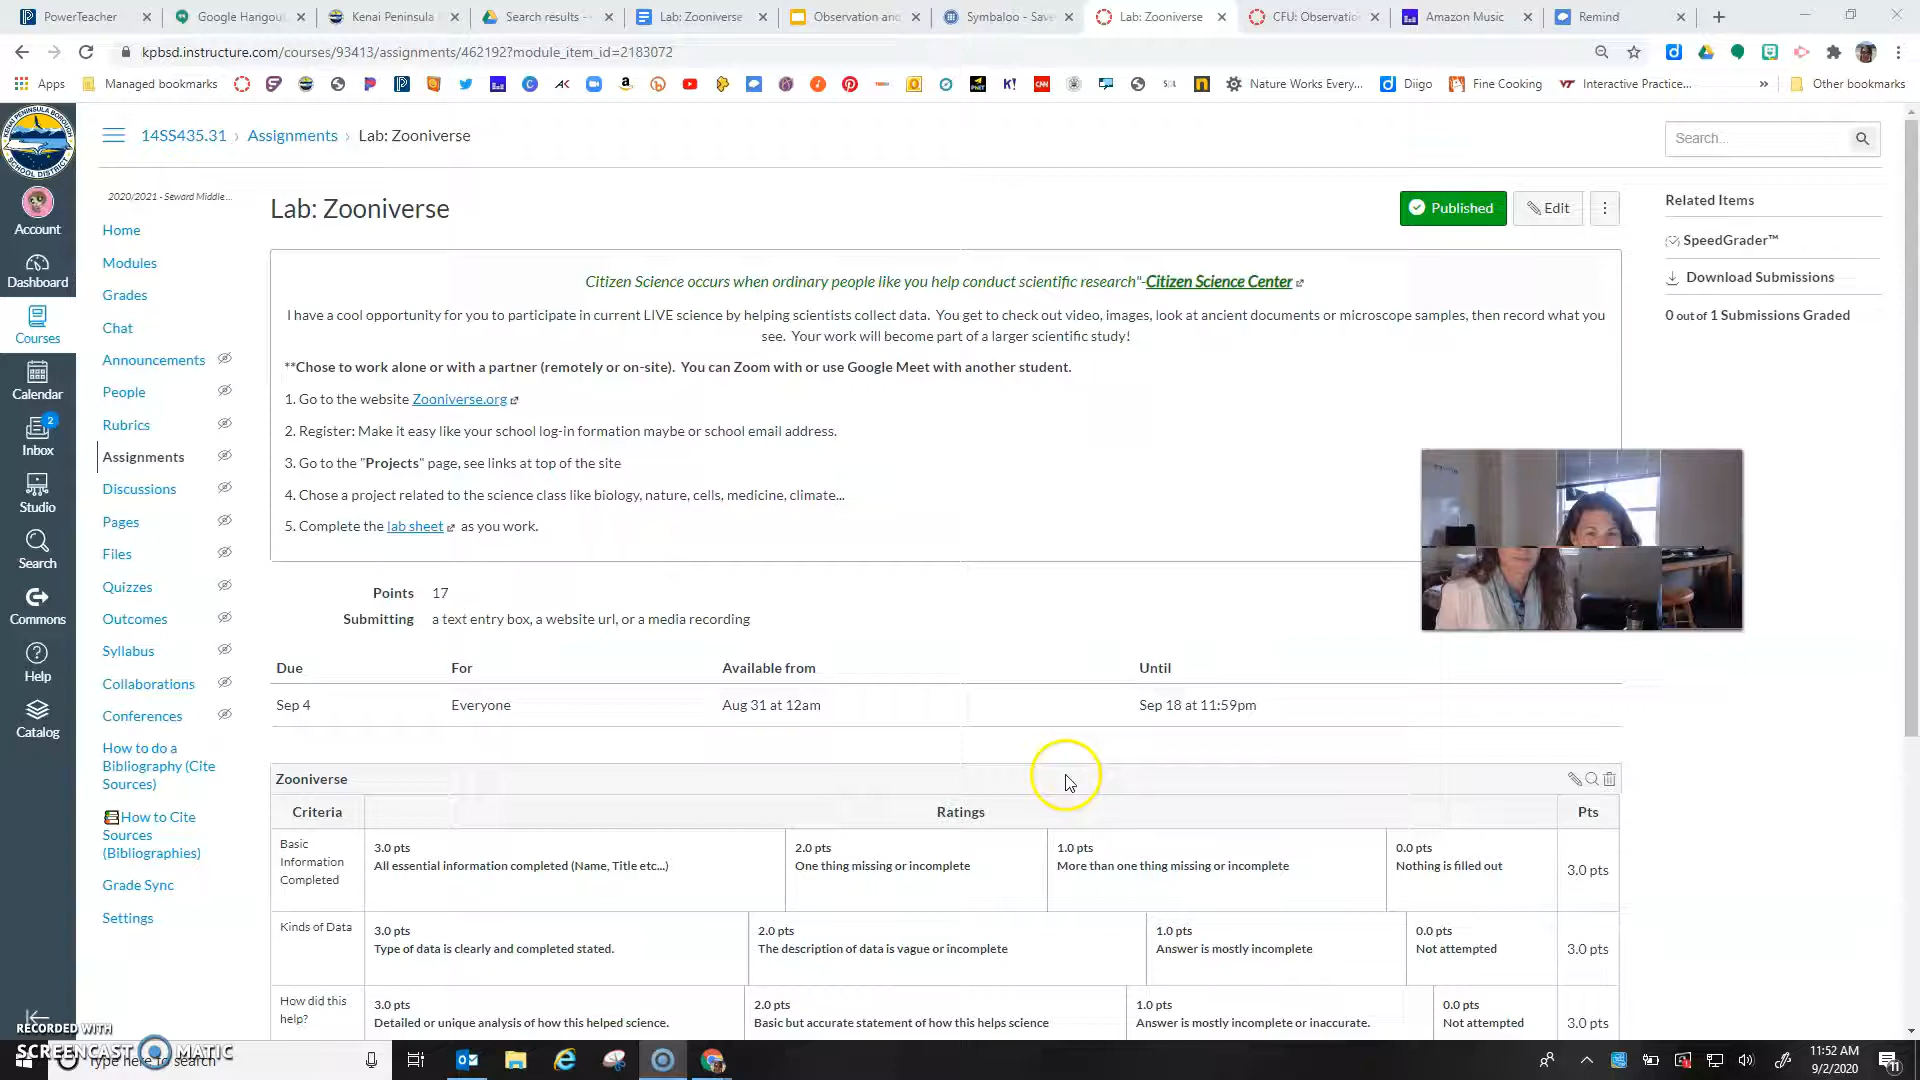 PowerTeacher
Google Hangou
Kenai Peninsula
Search results -
Lab: Zooniverse
Observation an
Symbaloo - Sav
Lab: Zooniverse
CFU: Observatio
Amazon Music
Remind
kpbsd.instructure.com/courses/93413/assignments/462192?module_item_id=2183072
Apps
Managed bookmarks
Nature Works Every...
Diigo
Fine Cooking
Interactive Practice...
Other bookmarks
14SS435.31 › Assignments › Lab: Zooniverse
Search...
2020/2021 - Seward Middle...
Account
Dashboard
Courses
Calendar
2
Inbox
Studio
Search
Commons
Help
Catalog
Home
Modules
Grades
Chat
Announcements
People
Rubrics
Assignments
Discussions
Pages
Files
Quizzes
Outcomes
Syllabus
Collaborations
Conferences
How to do a
Bibliography (Cite
Sources)
How to Cite
Sources
(Bibliographies)
Grade Sync
Settings
Lab: Zooniverse
Published
Edit
Related Items
SpeedGrader™
Download Submissions
0 out of 1 Submissions Graded
Citizen Science occurs when ordinary people like you help conduct scientific research"-Citizen Science Center
I have a cool opportunity for you to participate in current LIVE science by helping scientists collect data. You get to check out video, images, look at ancient documents or microscope samples, then record what you
see. Your work will become part of a larger scientific study!
**Chose to work alone or with a partner (remotely or on-site). You can Zoom with or use Google Meet with another student.
1. Go to the website Zooniverse.org
2. Register: Make it easy like your school log-in formation maybe or school email address.
3. Go to the "Projects" page, see links at top of the site
4. Chose a project related to the science class like biology, nature, cells, medicine, climate...
5. Complete the lab sheet as you work.
Points 17
Submitting a text entry box, a website url, or a media recording
Due For Available from Until
Sep 4 Everyone Aug 31 at 12am Sep 18 at 11:59pm
Zooniverse
Criteria Ratings Pts
Basic
Information
Completed
3.0 pts
All essential information completed (Name, Title etc...)
2.0 pts
One thing missing or incomplete
1.0 pts
More than one thing missing or incomplete
0.0 pts
Nothing is filled out
3.0 pts
Kinds of Data
3.0 pts
Type of data is clearly and completed stated.
2.0 pts
The description of data is vague or incomplete
1.0 pts
Answer is mostly incomplete
0.0 pts
Not attempted
3.0 pts
How did this
help?
3.0 pts
Detailed or unique analysis of how this helped science.
2.0 pts
Basic but accurate statement of how this helps science
1.0 pts
Answer is mostly incomplete or inaccurate.
0.0 pts
Not attempted
3.0 pts
RECORDED WITH
SCREENCAST MATIC
Type here to search
11:52 AM
9/2/2020
11